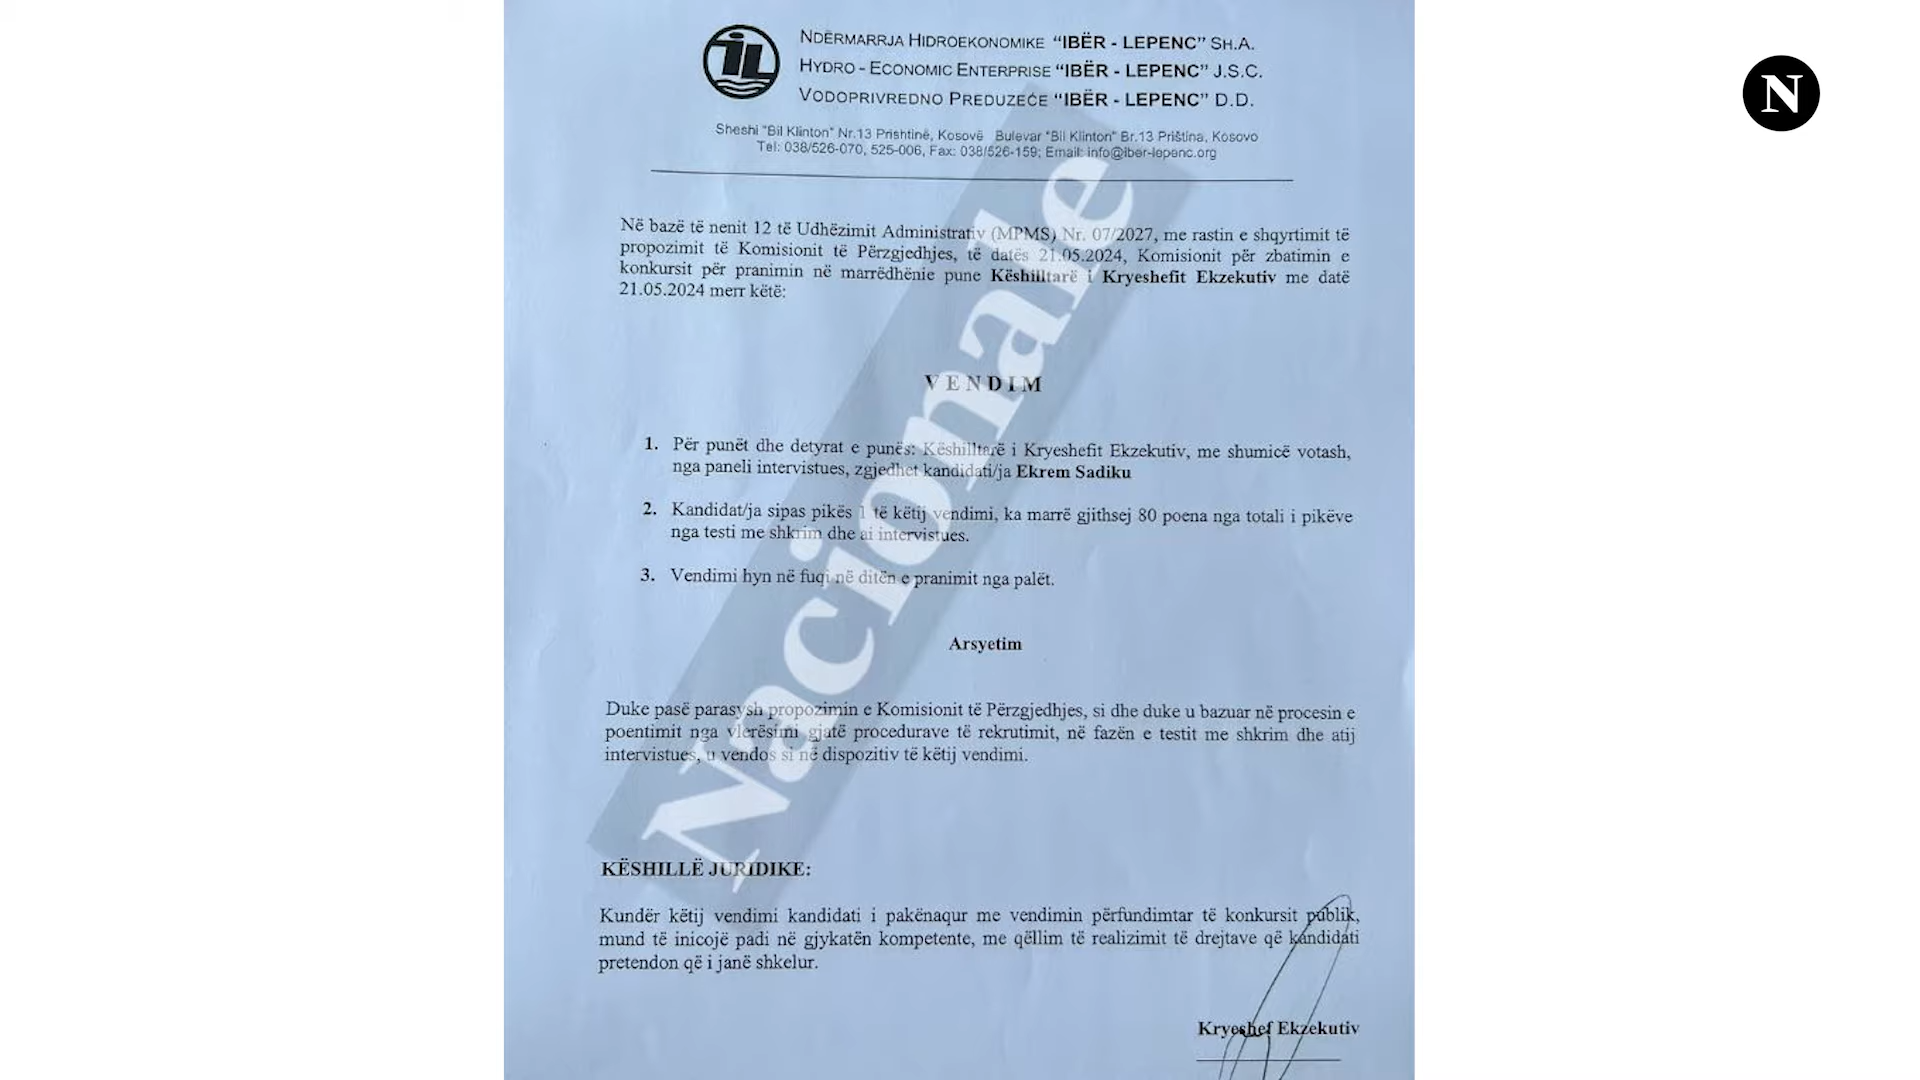 iL
NDËRMARRJA HIDROEKONOMIKE “IBËR - LEPENC” SH.A.
HYDRO - ECONOMIC ENTERPRISE “IBËR - LEPENC” J.S.C.
VODOPRIVREDNO PREDUZEĆE “IBËR - LEPENC” D.D.
N
Sheshi "Bil Klinton" Nr.13 Prishtinë, Kosovë Bulevar "Bil Klinton" Br.13 Priština, Kosovo
Tel: 038/526-070, 525-006, Fax: 038/526-159; Email: info@iber-lepenc.org
Në bazë të nenit 12 të Udhëzimit Administrativ (MPMS) Nr. 07/2027, me rastin e shqyrtimit të
propozimit të Komisionit të Përzgjedhjes, të datës 21.05.2024, Komisionit për zbatimin e
konkursit për pranimin në marrëdhënie pune Këshilltarë i Kryeshefit Ekzekutiv me datë
21.05.2024 merr këtë:
V E N D I M
1. Për punët dhe detyrat e punës: Këshilltarë i Kryeshefit Ekzekutiv, me shumicë votash,
nga paneli intervistues, zgjedhet kandidati/ja Ekrem Sadiku
2. Kandidat/ja sipas pikës 1 të këtij vendimi, ka marrë gjithsej 80 poena nga totali i pikëve
nga testi me shkrim dhe ai intervistues.
3. Vendimi hyn në fuqi në ditën e pranimit nga palët.
Arsyetim
Duke pasë parasysh propozimin e Komisionit të Përzgjedhjes, si dhe duke u bazuar në procesin e
poentimit nga vlerësimi gjatë procedurave të rekrutimit, në fazën e testit me shkrim dhe atij
intervistues, u vendos si në dispozitiv të këtij vendimi.
KËSHILLË JURIDIKE:
Kundër këtij vendimi kandidati i pakënaqur me vendimin përfundimtar të konkursit publik,
mund të inicojë padi në gjykatën kompetente, me qëllim të realizimit të drejtave që kandidati
pretendon që i janë shkelur.
Kryeshef Ekzekutiv
Nacionale